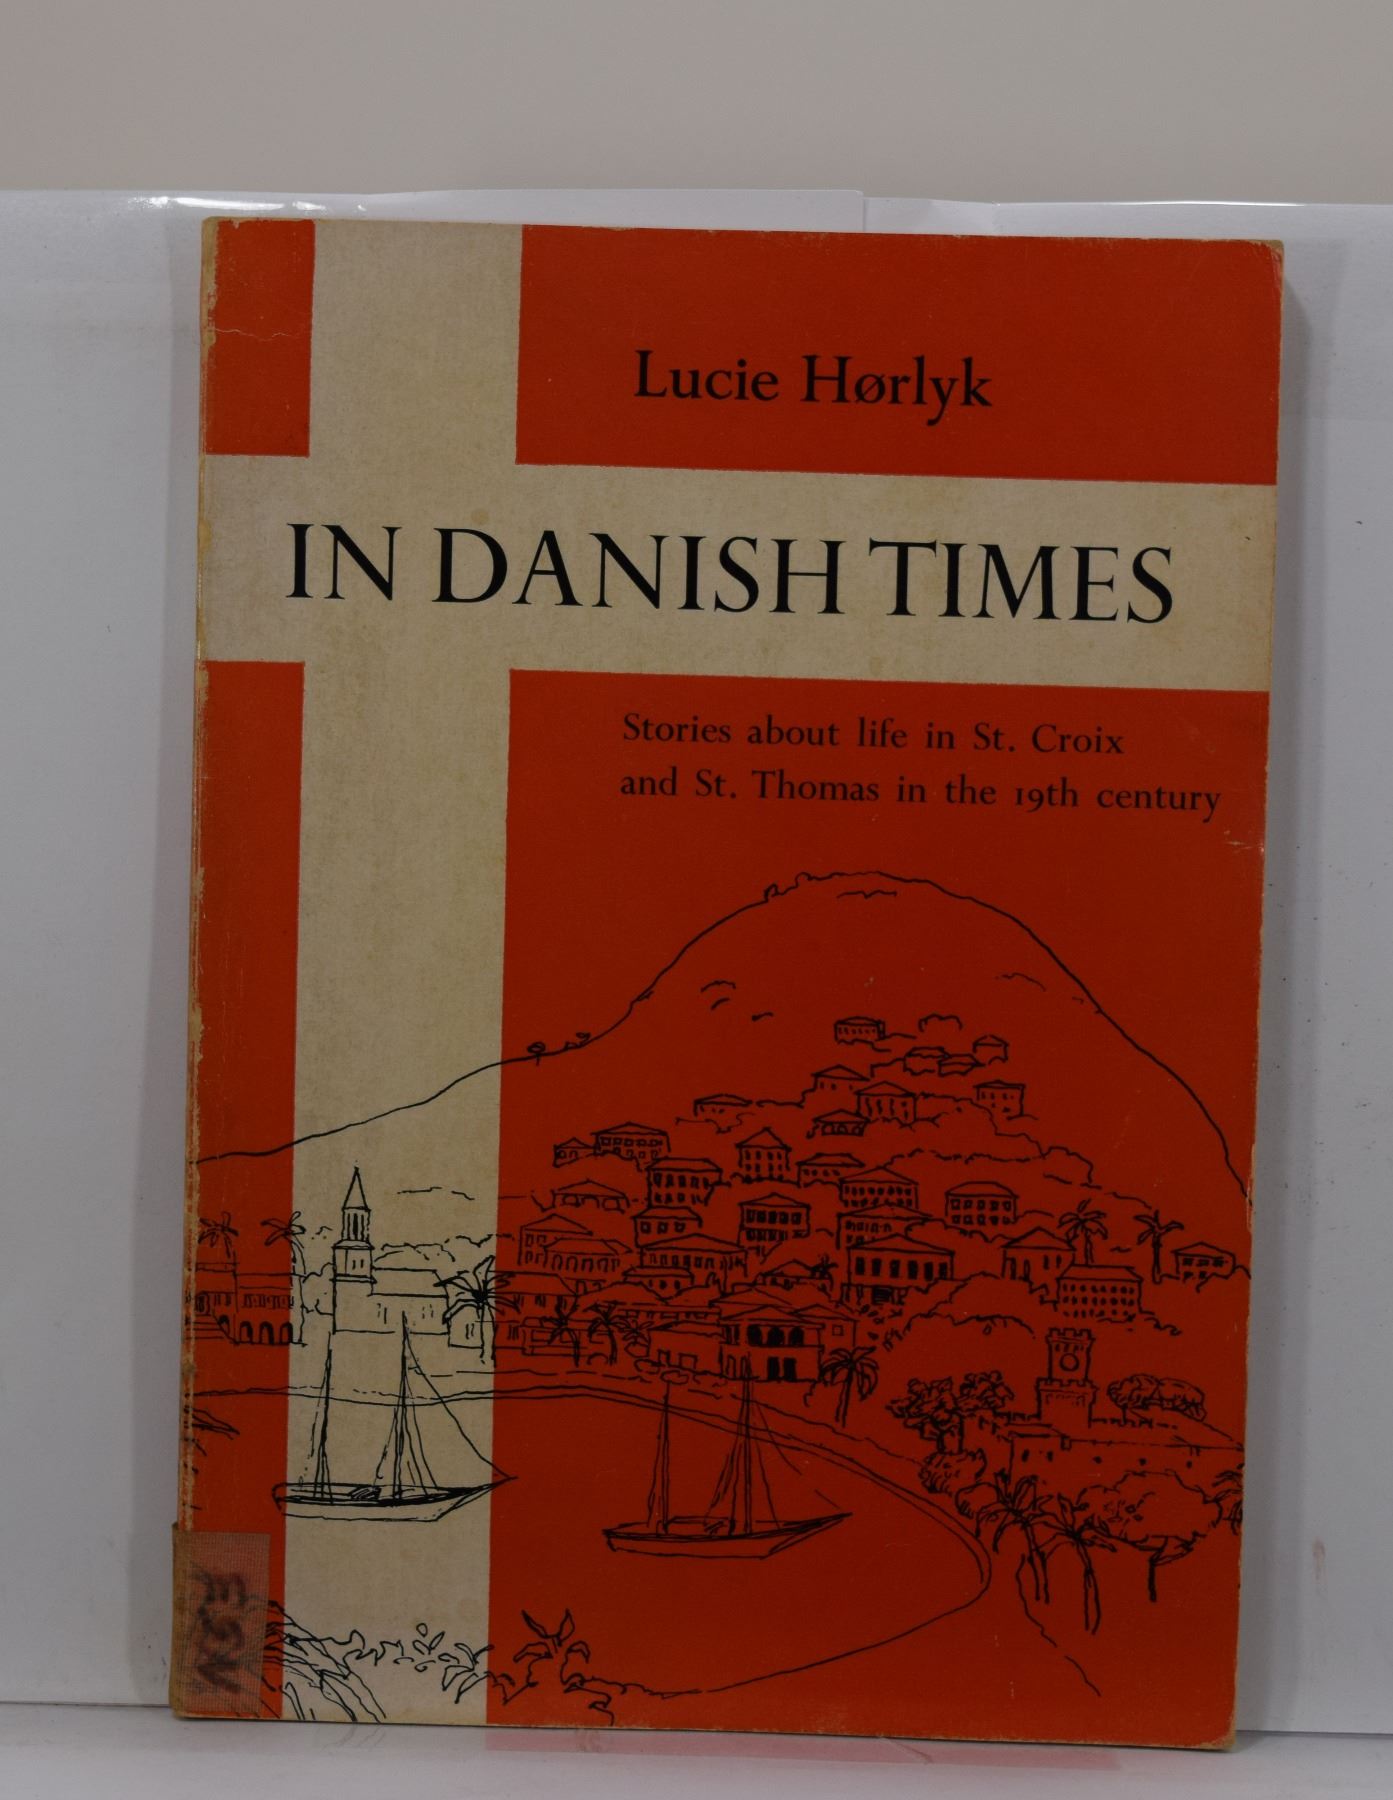 Lucie Hørlyk
IN DANISH TIMES
Stories about life in St. Croix
and St. Thomas in the 19th century